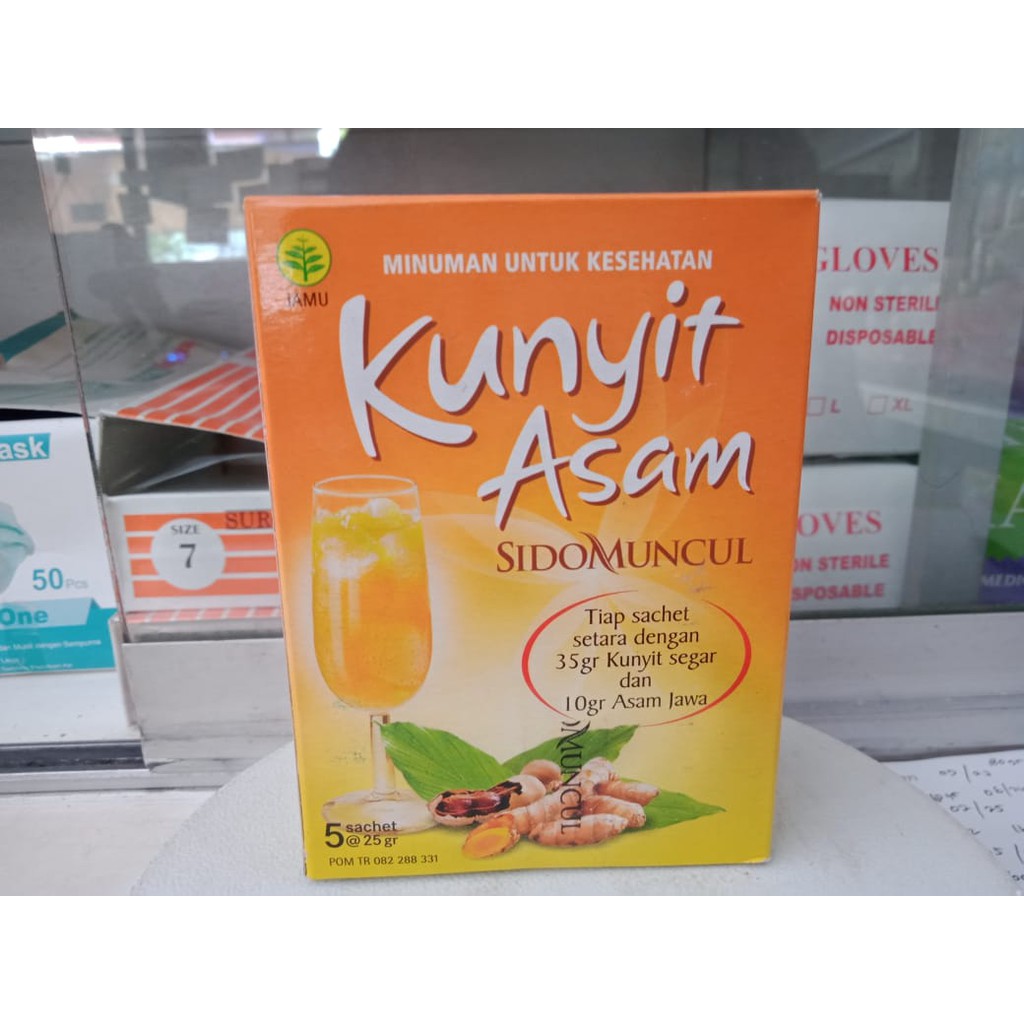 JAMU
MINUMAN UNTUK KESEHATAN
Kunyit
Asam
SIDOMUNCUL
Tiap sachet
setara dengan
35gr Kunyit segar
dan
10gr Asam Jawa
MUNCUL
5 sachet
@ 25 gr
POM TR 082 288 331
GLOVES
NON STERILE
DISPOSABLE
L XL
OVES
ON STERILE
SPOSABLE
ask
50 Pcs
One
SIZE
7
SUR
MEDI